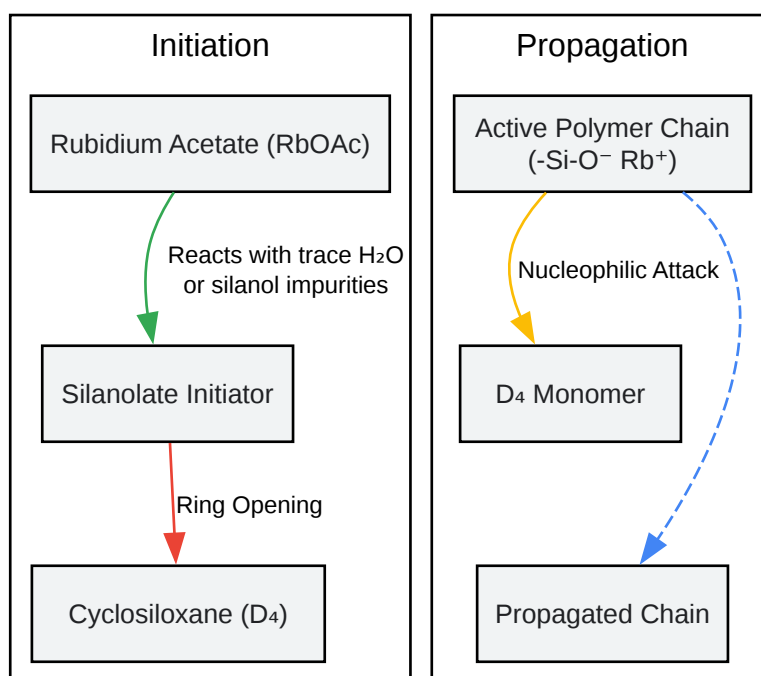 Initiation
Rubidium Acetate (RbOAc)
Reacts with trace H₂O
or silanol impurities
Silanolate Initiator
Ring Opening
Cyclosiloxane (D₄)
Propagation
Active Polymer Chain
(-Si-O⁻ Rb⁺)
Nucleophilic Attack
D₄ Monomer
Propagated Chain